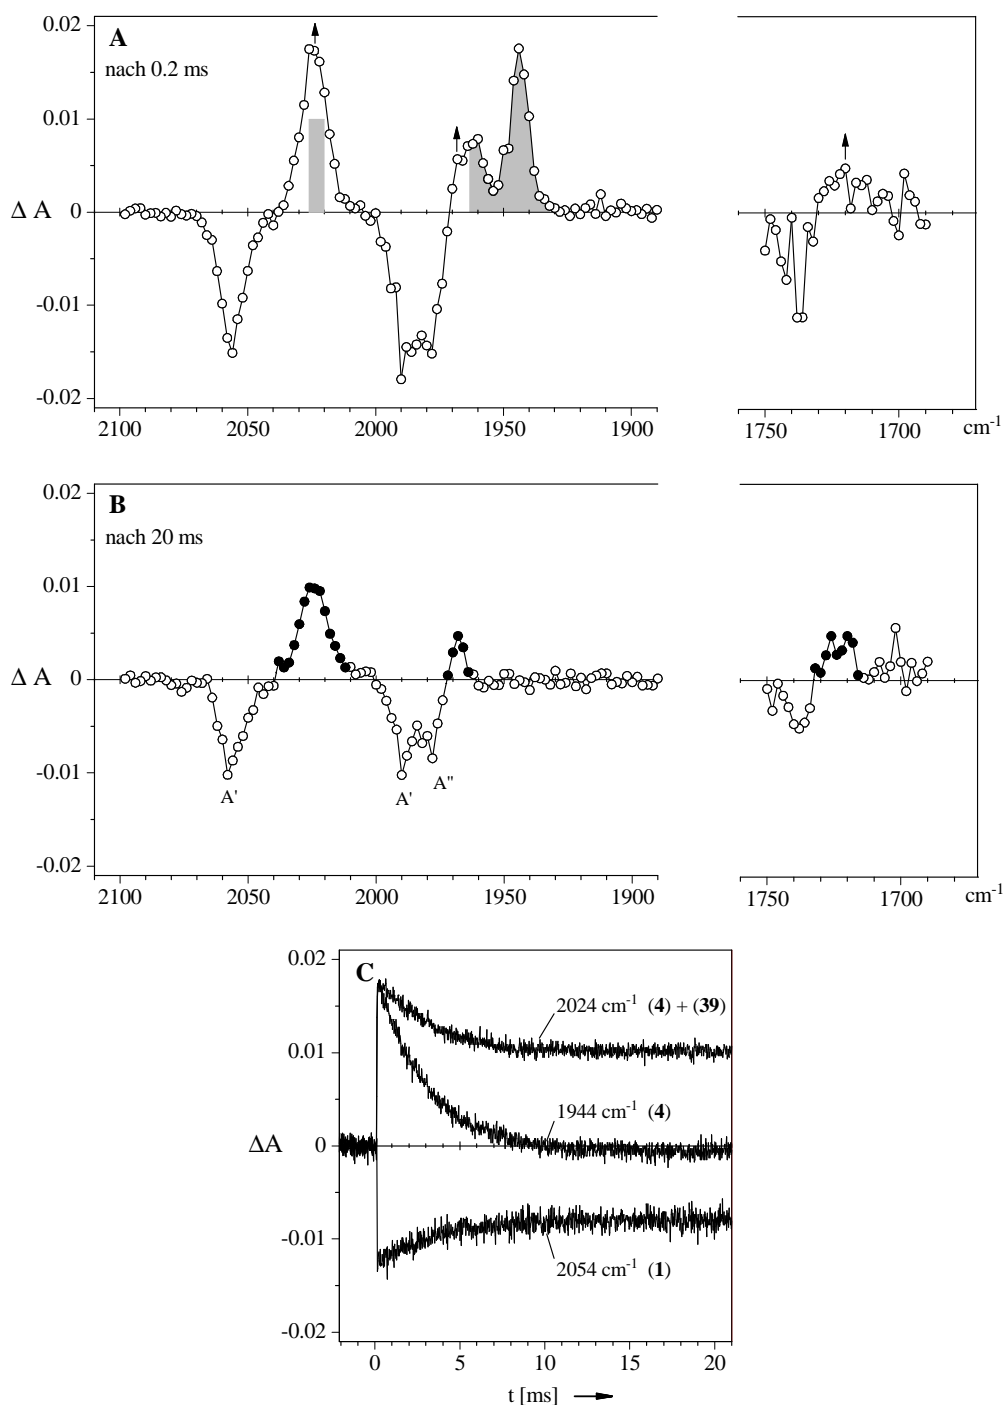 0.02
A
nach 0.2 ms
0.01
Δ A
0
-0.01
-0.02
2100 2050 2000 1950 1900 1750 1700 cm-1
0.02
B
nach 20 ms
0.01
Δ A
0
-0.01
A' A' A"
-0.02
2100 2050 2000 1950 1900 1750 1700 cm-1
0.02
C
2024 cm-1 (4) + (39)
0.01
1944 cm-1 (4)
ΔA
0
-0.01
2054 cm-1 (1)
-0.02
0 5 10 15 20
t [ms]